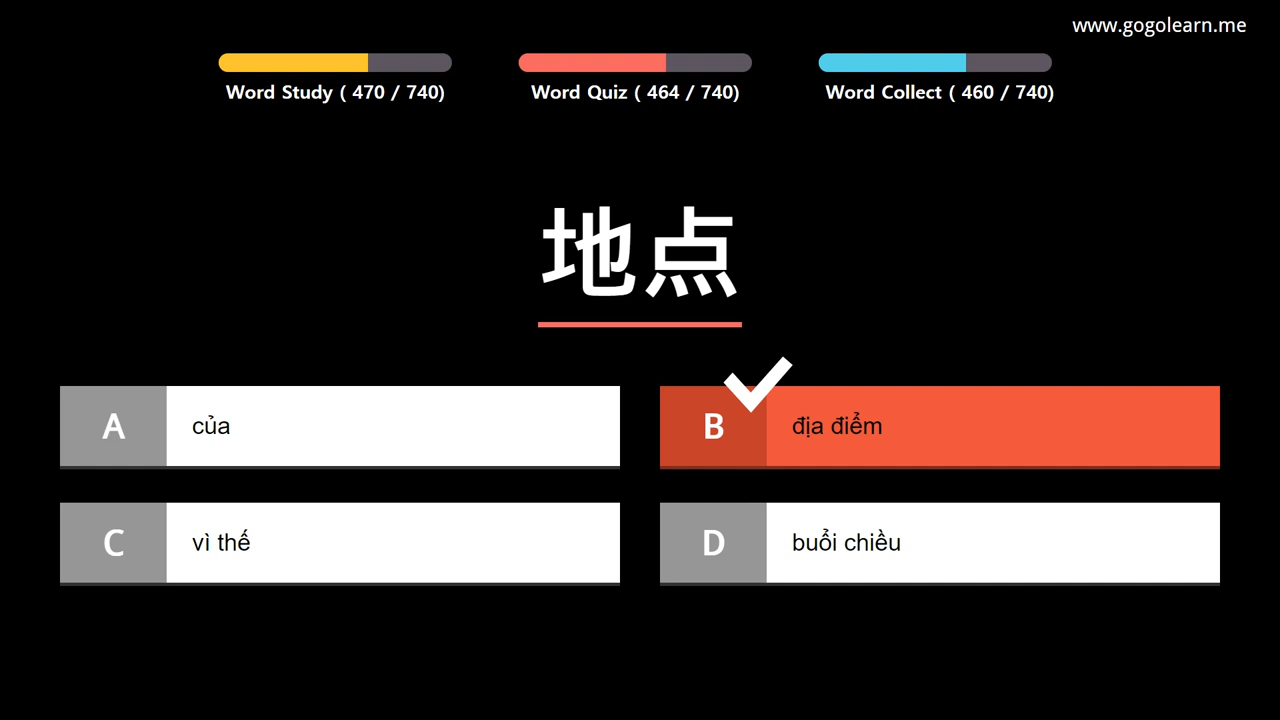 www.gogolearn.me
Word Study ( 470 / 740)
Word Quiz ( 464 / 740)
Word Collect ( 460 / 740)
地点
A của
B địa điểm
C vì thế
D buổi chiều